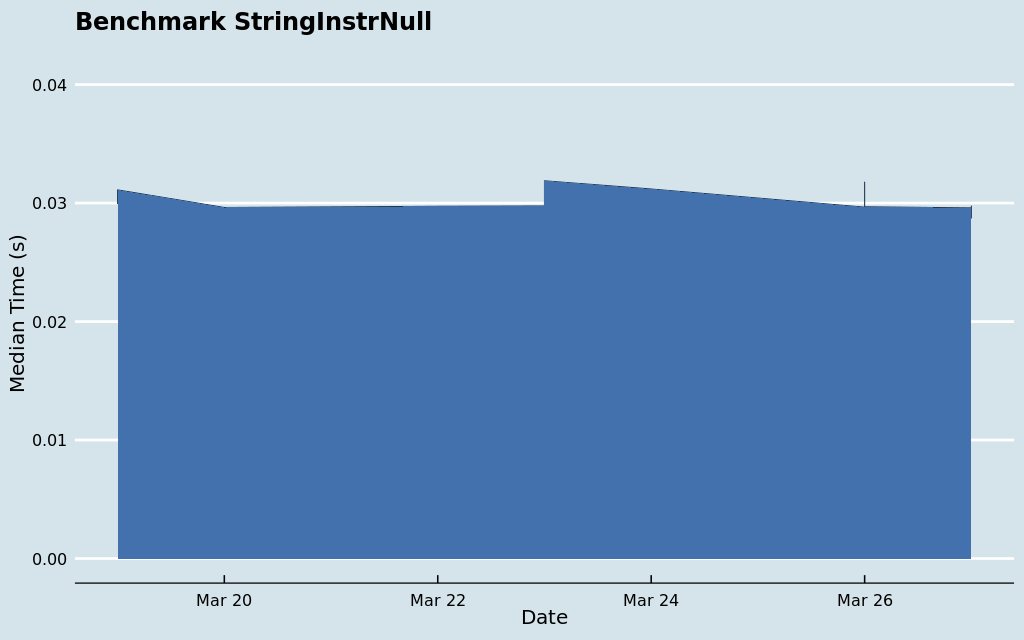 Benchmark StringInstrNull
0.04
0.03
0.02
0.01
0.00
Median Time (s)
Mar 20
Mar 22
Mar 24
Mar 26
Date